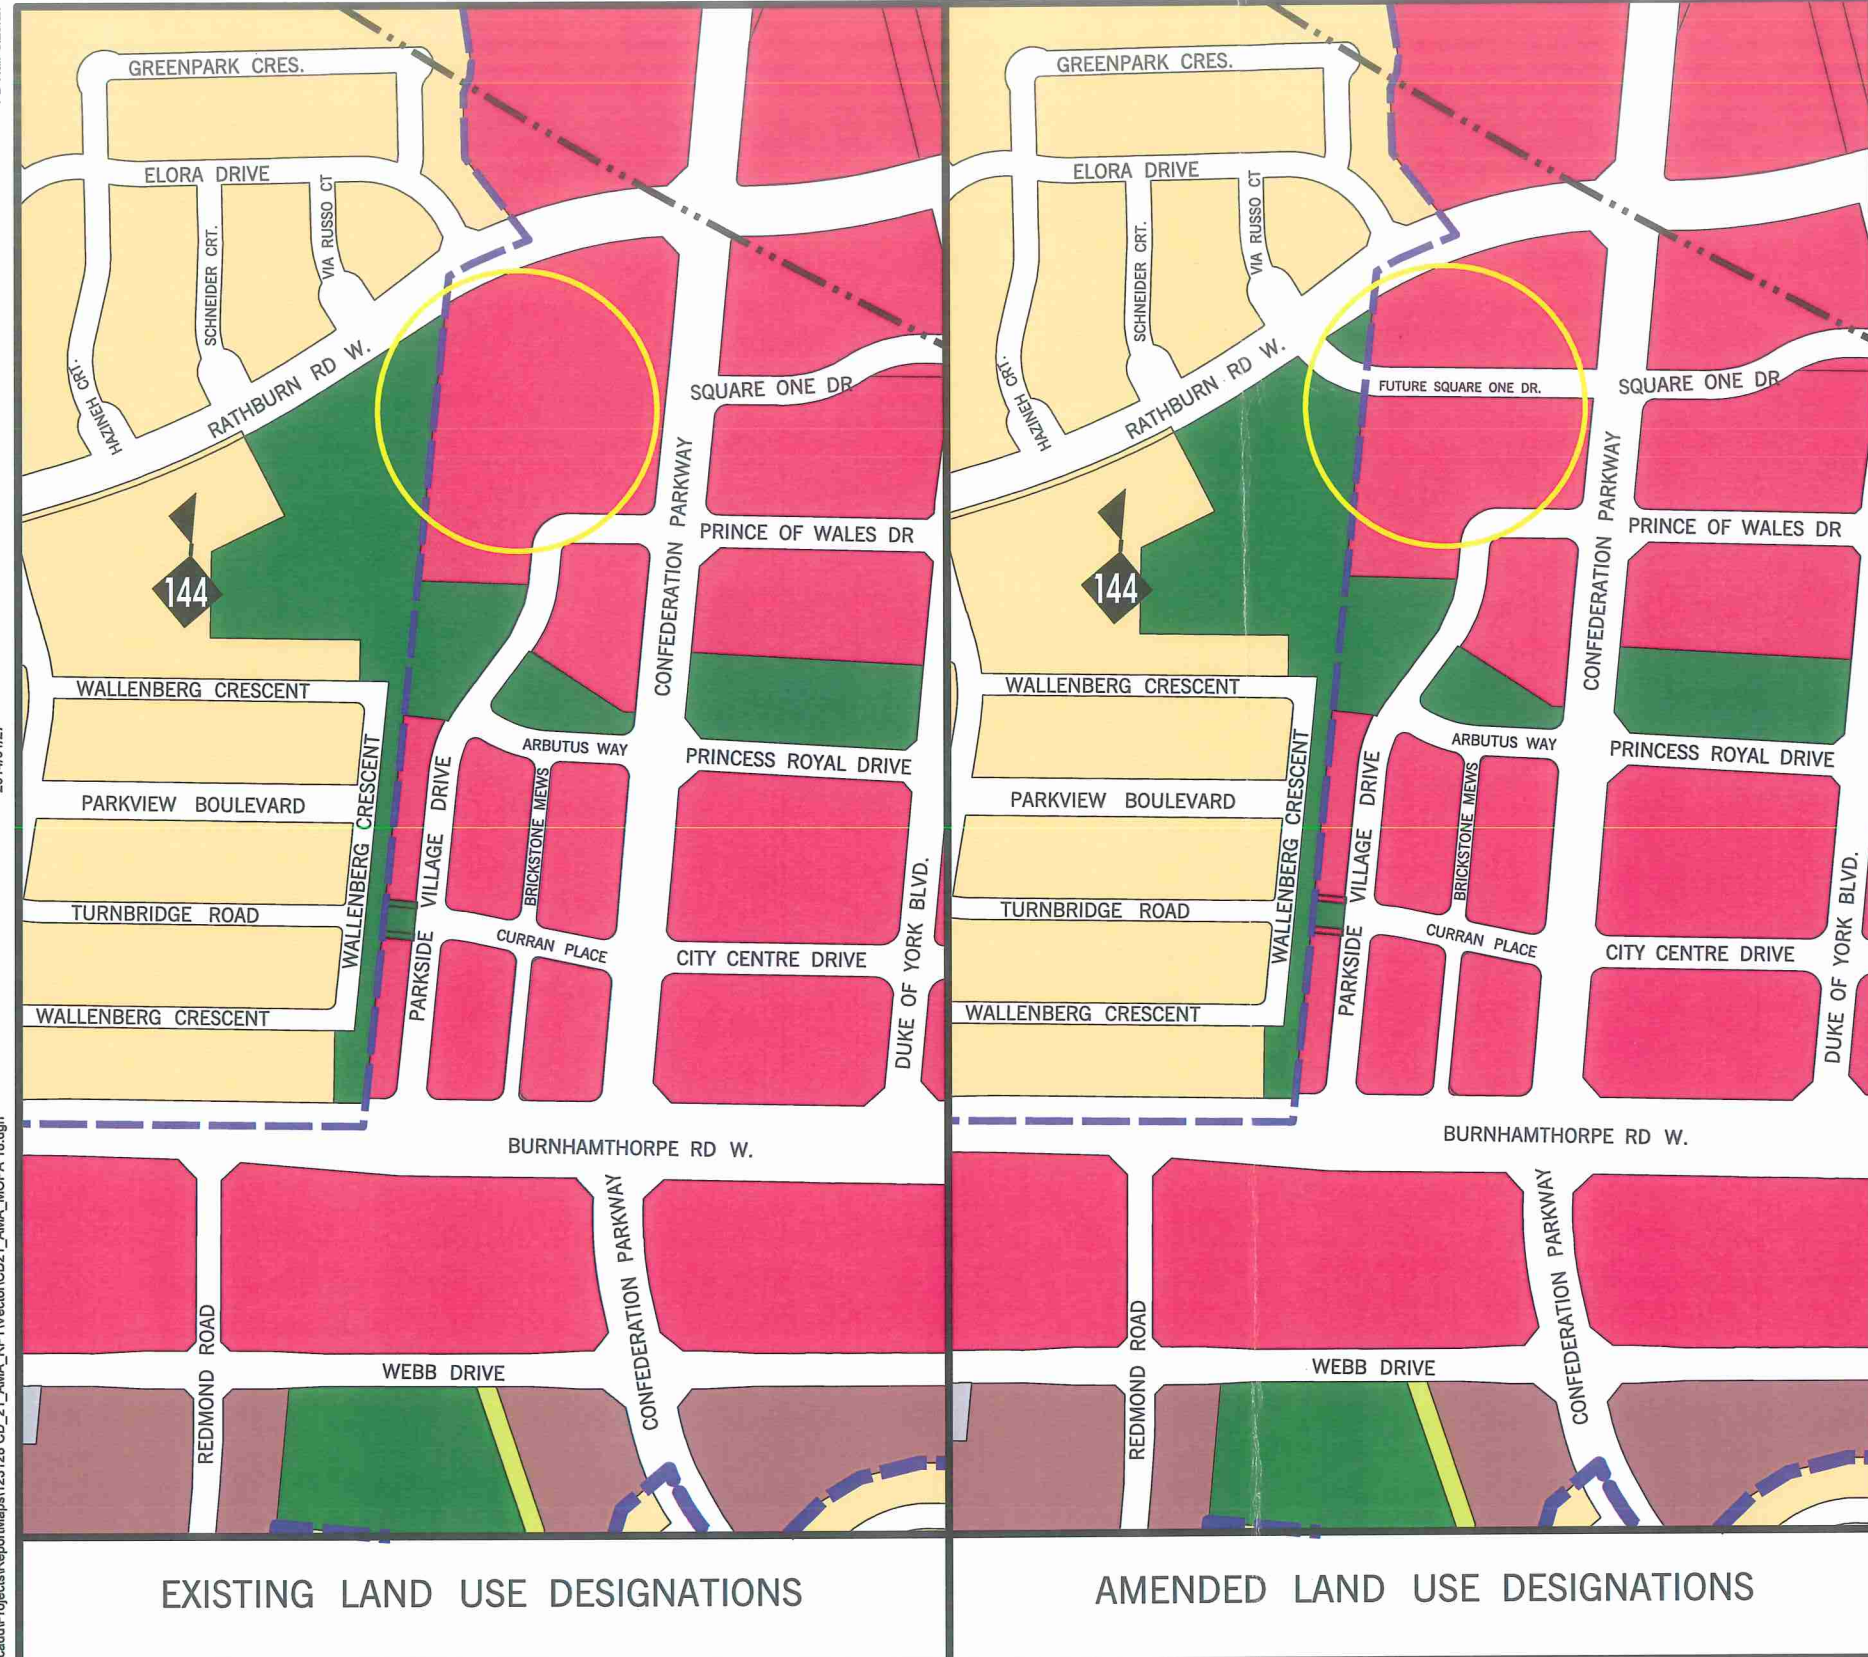 GREENPARK CRES.
ELORA DRIVE
SCHNEIDER CRT.
VIA RUSSO CT
HAZINEH CRT.
RATHBURN RD W.
SQUARE ONE DR
CONFEDERATION PARKWAY
PRINCE OF WALES DR
144
WALLENBERG CRESCENT
ARBUTUS WAY
PRINCESS ROYAL DRIVE
PARKVIEW BOULEVARD
WALLENBERG CRESCENT
PARKSIDE VILLAGE DRIVE
BRICKSTONE MEWS
TURNBRIDGE ROAD
CURRAN PLACE
CITY CENTRE DRIVE
DUKE OF YORK BLVD.
WALLENBERG CRESCENT
BURNHAMTHORPE RD W.
CONFEDERATION PARKWAY
REDMOND ROAD
WEBB DRIVE
EXISTING LAND USE DESIGNATIONS
GREENPARK CRES.
ELORA DRIVE
SCHNEIDER CRT.
VIA RUSSO CT
HAZINEH CRT.
RATHBURN RD W.
FUTURE SQUARE ONE DR.
SQUARE ONE DR
CONFEDERATION PARKWAY
PRINCE OF WALES DR
144
WALLENBERG CRESCENT
ARBUTUS WAY
PRINCESS ROYAL DRIVE
PARKVIEW BOULEVARD
WALLENBERG CRESCENT
PARKSIDE VILLAGE DRIVE
BRICKSTONE MEWS
TURNBRIDGE ROAD
CURRAN PLACE
CITY CENTRE DRIVE
DUKE OF YORK BLVD.
WALLENBERG CRESCENT
BURNHAMTHORPE RD W.
CONFEDERATION PARKWAY
REDMOND ROAD
WEBB DRIVE
AMENDED LAND USE DESIGNATIONS